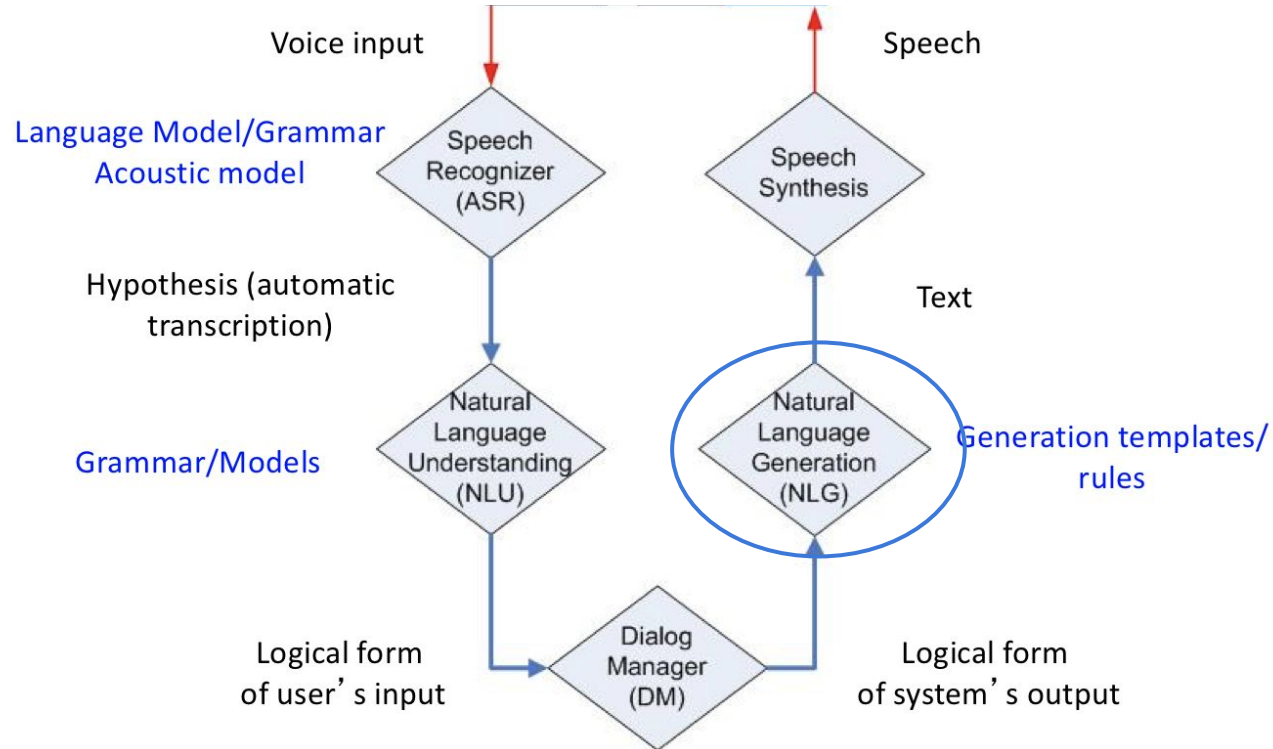 Voice input
Speech
Language Model/Grammar
Acoustic model
Speech
Recognizer
(ASR)
Speech
Synthesis
Hypothesis (automatic
transcription)
Text
Grammar/Models
Natural
Language
Understanding
(NLU)
Natural
Language
Generation
(NLG)
Generation templates/
rules
Logical form
of user’s input
Dialog
Manager
(DM)
Logical form
of system’s output